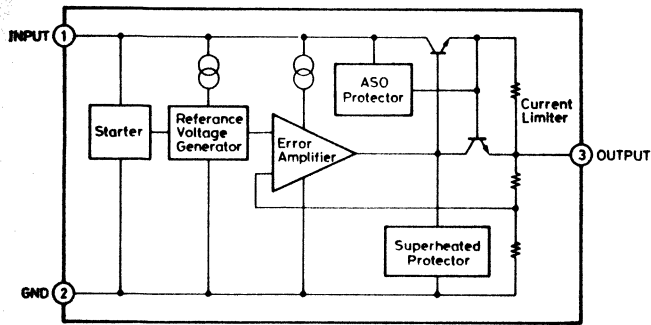 INPUT 1
ASO
Protector
Current
Limiter
Starter
Referance
Voltage
Generator
Error
Amplifier
3 OUTPUT
Superheated
Protector
GND 2